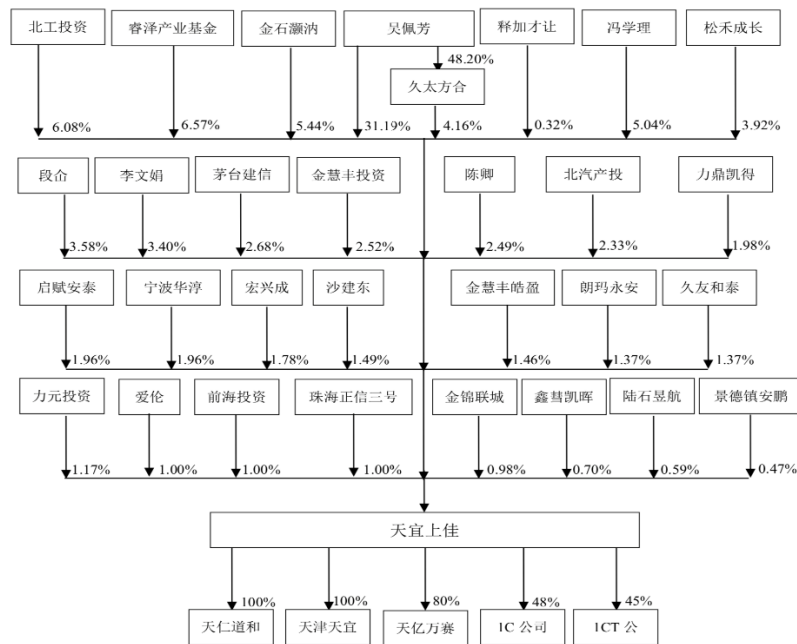 北工投资 睿泽产业基金 金石灏汭 吴佩芳 释加才让 冯学理 松禾成长
48.20%
久太方合
6.08% 6.57% 5.44% 31.19% 4.16% 0.32% 5.04% 3.92%
段仚 李文娟 茅台建信 金慧丰投资 陈卿 北汽产投 力鼎凯得
3.58% 3.40% 2.68% 2.52% 2.49% 2.33% 1.98%
启赋安泰 宁波华淳 宏兴成 沙建东 金慧丰皓盈 朗玛永安 久友和泰
1.96% 1.96% 1.78% 1.49% 1.46% 1.37% 1.37%
力元投资 爱伦 前海投资 珠海正信三号 金锦联城 鑫彗凯晖 陆石昱航 景德镇安鹏
1.17% 1.00% 1.00% 1.00% 0.98% 0.70% 0.59% 0.47%
天宜上佳
100% 100% 80% 48% 45%
天仁道和 天津天宜 天亿万赛 1C 公司 1CT 公